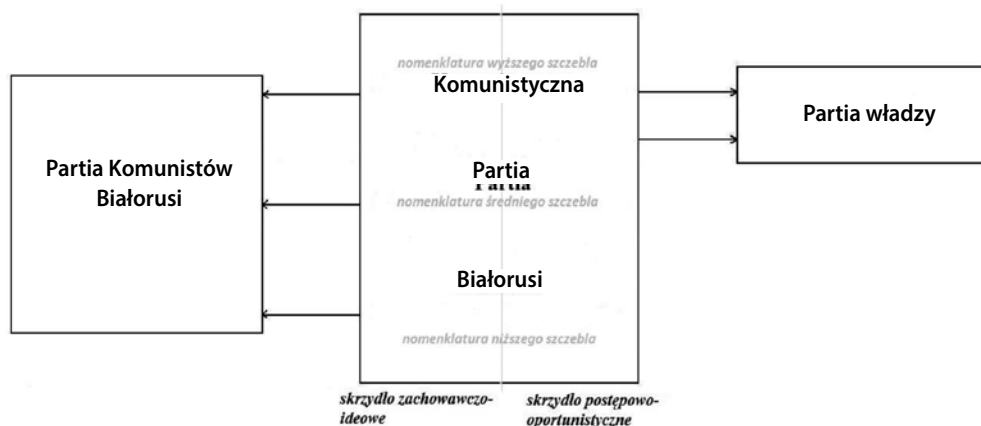 Partia Komunistów
Białorusi
nomenklatura wyższego szczebla
Komunistyczna
Partia
Partia
nomenklatura średniego szczebla
Białorusi
nomenklatura niższego szczebla
skrzydło zachowawczo-
ideowe
skrzydło postępowo-
oportunistyczne
Partia władzy